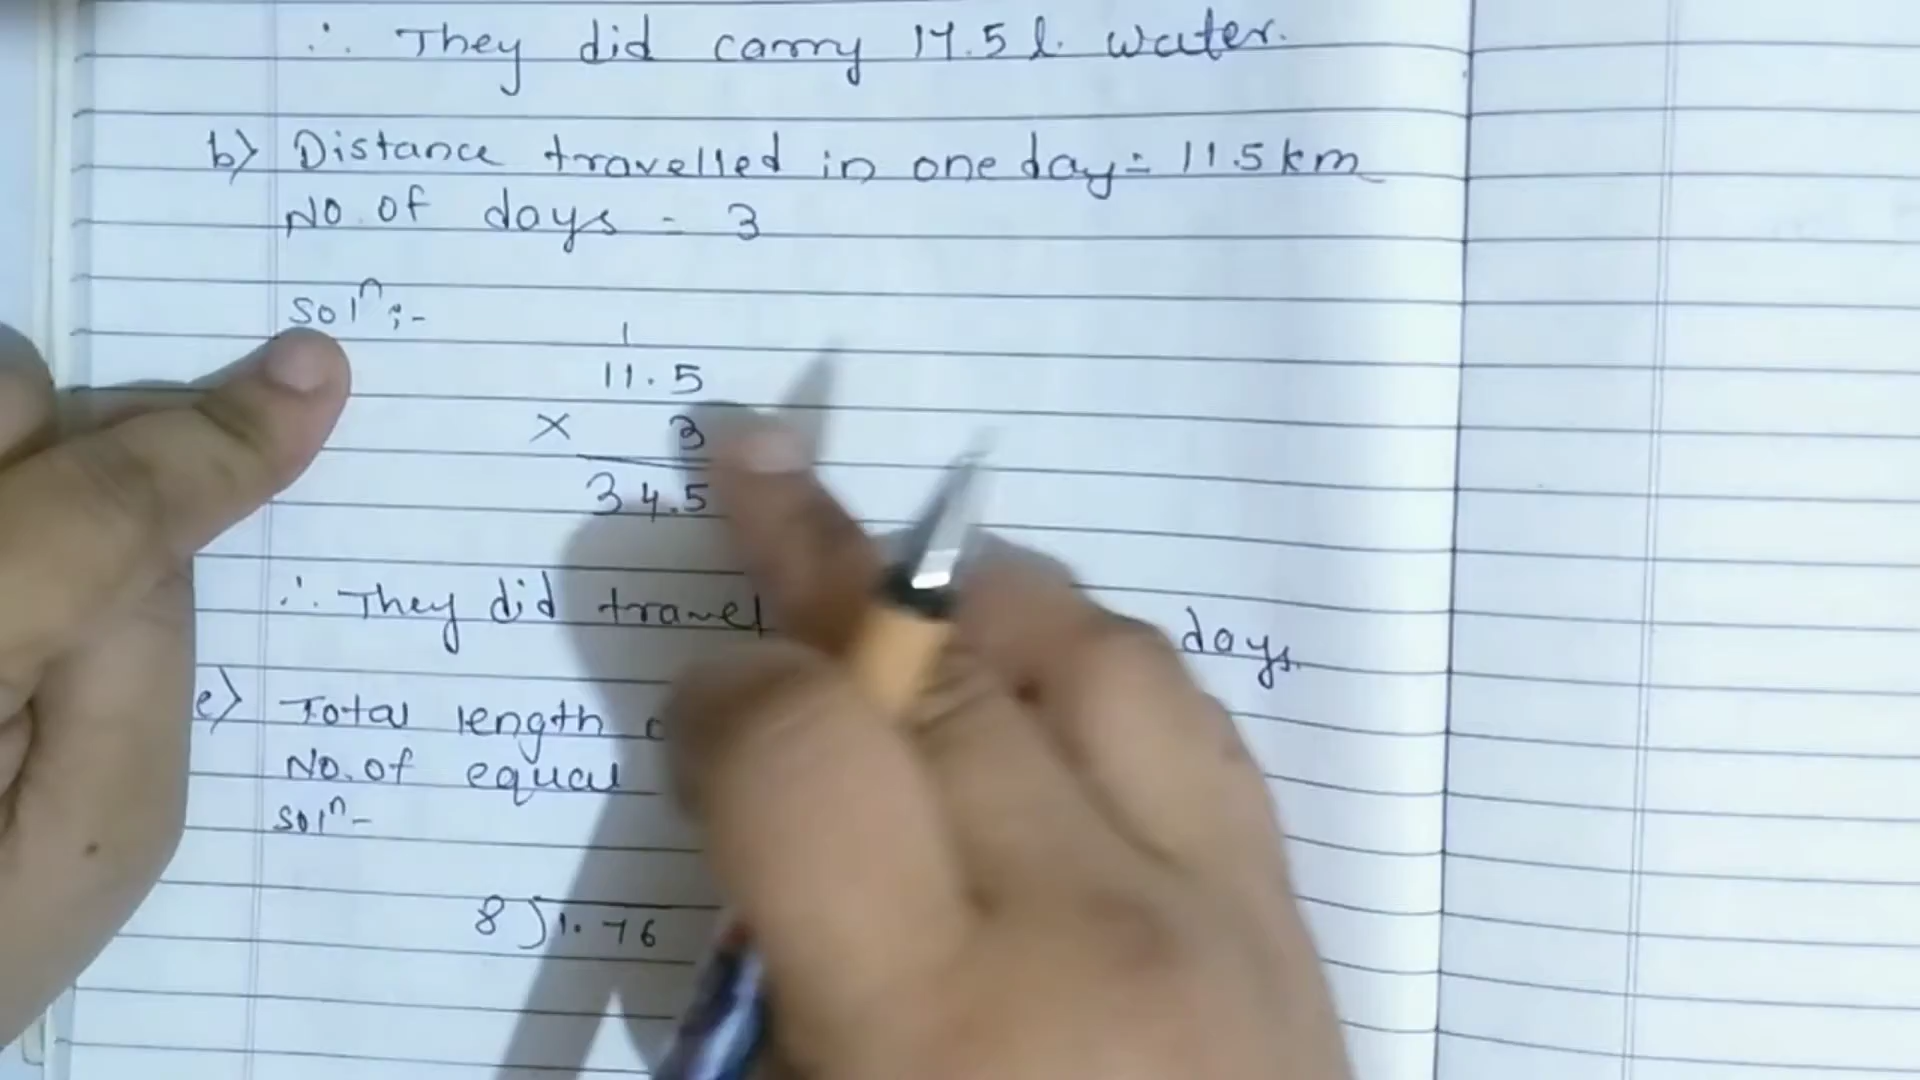 ∴ They did carry 17.5 l. water.
b) Distance travelled in one day = 11.5 km
No. of days = 3
Solⁿ :-
1
11.5
× 3
34.5
∴ They did travel days.
e) Total length
No. of equal
Solⁿ -
8)1.76